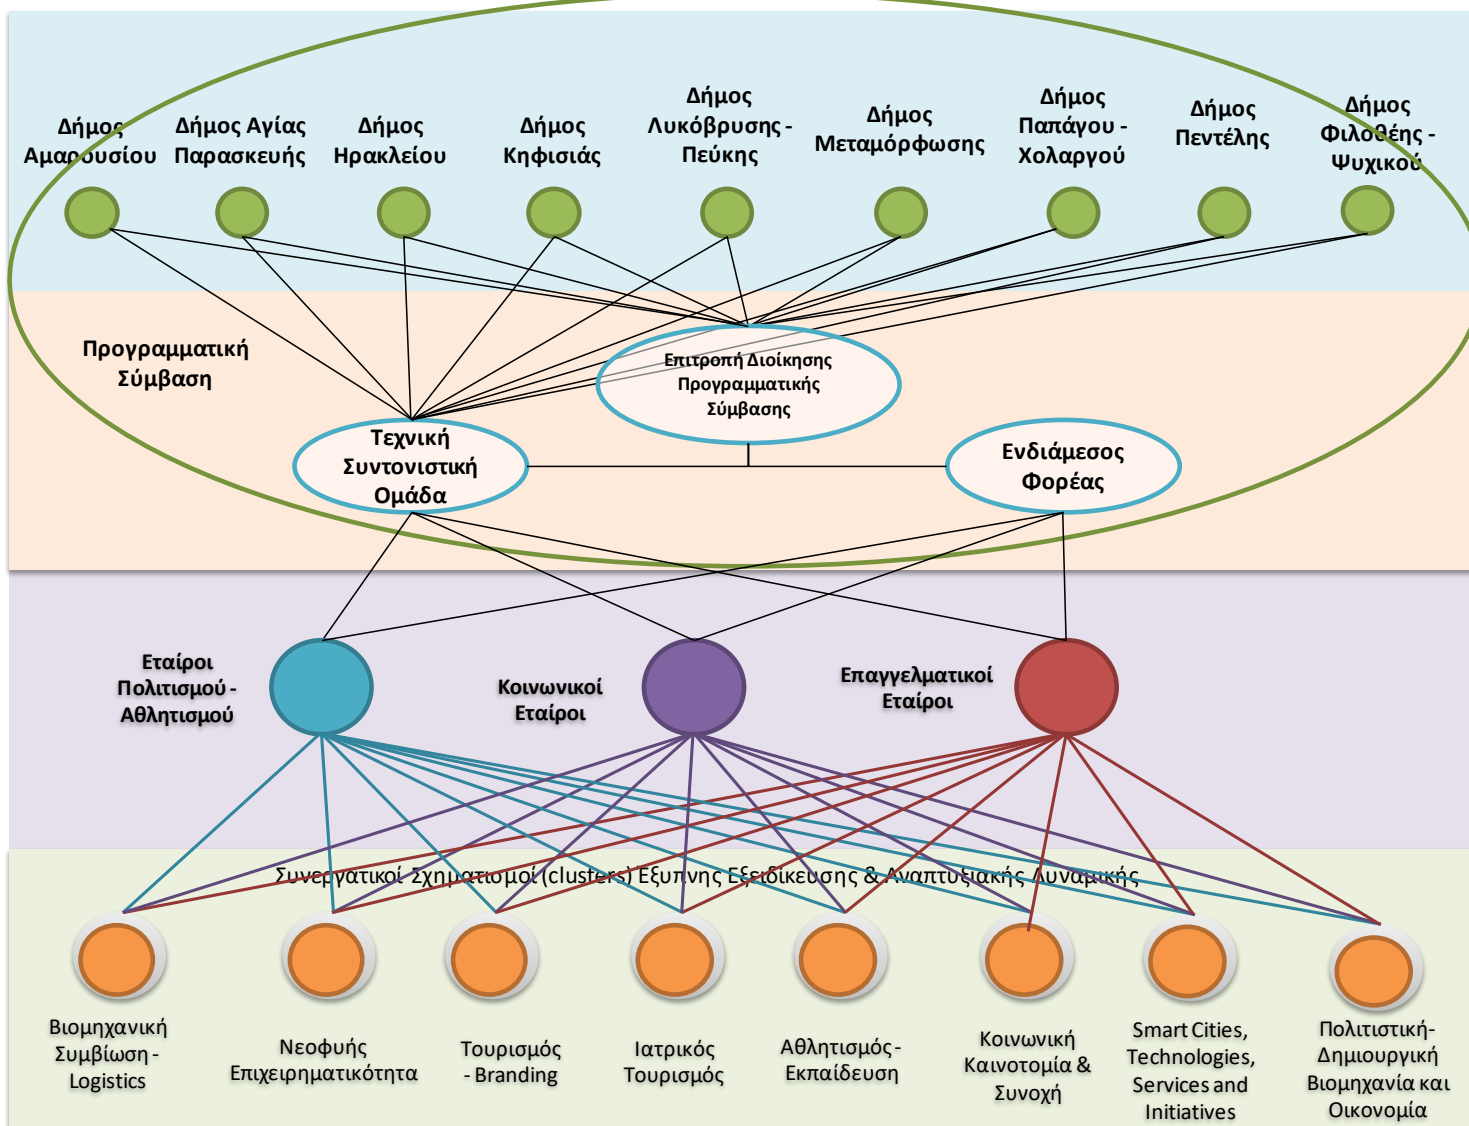 Δήμος
Αμαρουσίου
Δήμος Αγίας
Παρασκευής
Δήμος
Ηρακλείου
Δήμος
Κηφισιάς
Δήμος
Λυκόβρυσης -
Πεύκης
Δήμος
Μεταμόρφωσης
Δήμος
Παπάγου -
Χολαργού
Δήμος
Πεντέλης
Δήμος
Φιλοθέης -
Ψυχικού
Προγραμματική
Σύμβαση
Επιτροπή Διοίκησης
Προγραμματικής
Σύμβασης
Τεχνική
Συντονιστική
Ομάδα
Ενδιάμεσος
Φορέας
Εταίροι
Πολιτισμού -
Αθλητισμού
Κοινωνικοί
Εταίροι
Επαγγελματικοί
Εταίροι
Συνεργατικοί Σχηματισμοί (clusters) Έξυπνης Εξειδίκευσης & Αναπτυξιακής Δυναμικής
Βιομηχανική
Συμβίωση -
Logistics
Νεοφυής
Επιχειρηματικότητα
Τουρισμός
- Branding
Ιατρικός
Τουρισμός
Αθλητισμός -
Εκπαίδευση
Κοινωνική
Καινοτομία &
Συνοχή
Smart Cities,
Technologies,
Services and
Initiatives
Πολιτιστική-
Δημιουργική
Βιομηχανία και
Οικονομία